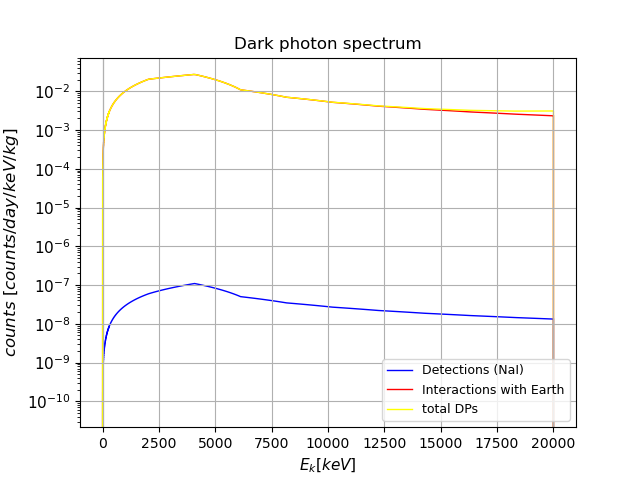 Dark photon spectrum
counts [counts/day/keV/kg]
10⁻²
10⁻³
10⁻⁴
10⁻⁵
10⁻⁶
10⁻⁷
10⁻⁸
10⁻⁹
10⁻¹⁰
Detections (NaI)
Interactions with Earth
total DPs
0 2500 5000 7500 10000 12500 15000 17500 20000
Eₖ[keV]